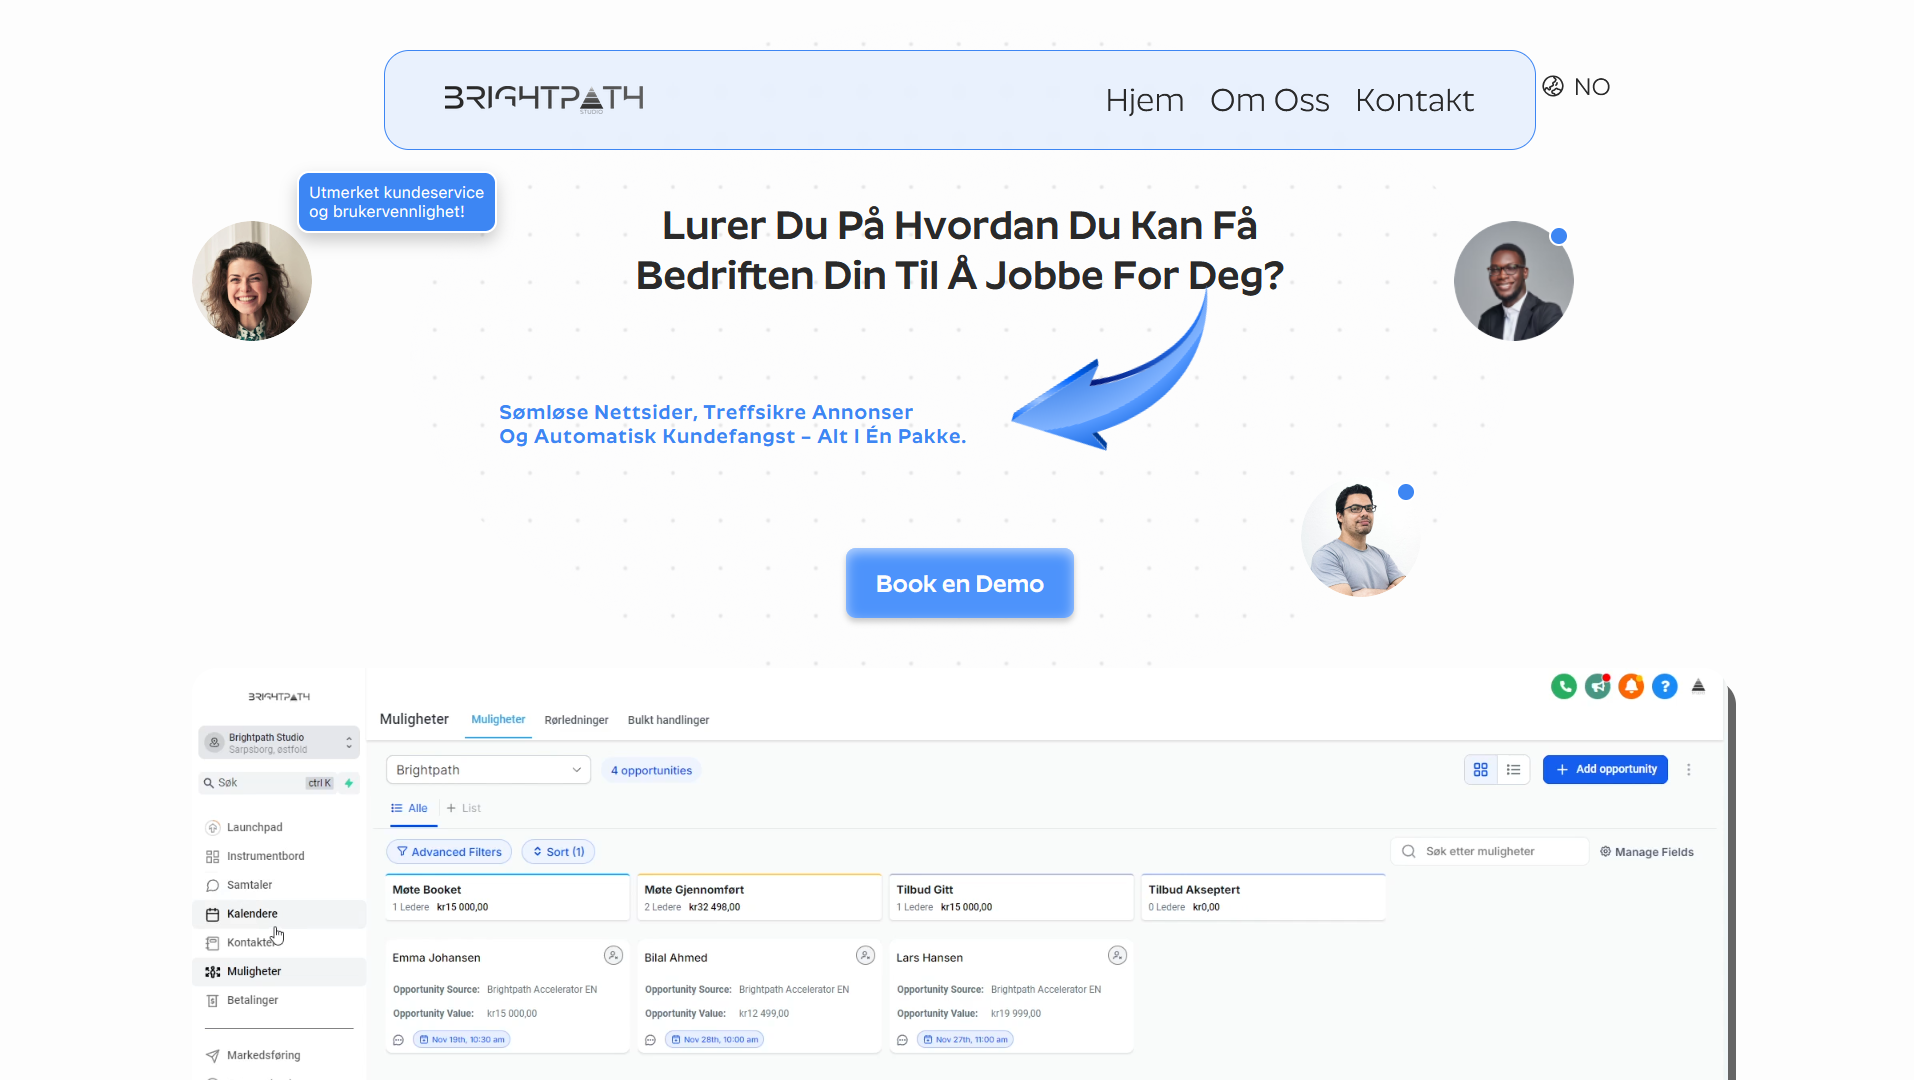 BRIGHTPATH
STUDIO
Hjem Om Oss Kontakt
NO
Utmerket kundeservice
og brukervennlighet!
Lurer Du På Hvordan Du Kan Få
Bedriften Din Til Å Jobbe For Deg?
Sømløse Nettsider, Treffsikre Annonser
Og Automatisk Kundefangst – Alt I Én Pakke.
Book en Demo
BRIGHTPATH
Brightpath Studio
Sarpsborg, østfold
Søk ctrl K
Launchpad
Instrumentbord
Samtaler
Kalendere
Kontakter
Muligheter
Betalinger
Markedsføring
Muligheter Muligheter Rørledninger Bulkt handlinger
?
Brightpath 4 opportunities
+ Add opportunity
Alle + List
Advanced Filters Sort (1)
Søk etter muligheter Manage Fields
Møte Booket
1 Ledere kr15 000,00
Møte Gjennomført
2 Ledere kr32 498,00
Tilbud Gitt
1 Ledere kr15 000,00
Tilbud Akseptert
0 Ledere kr0,00
Emma Johansen
Opportunity Source: Brightpath Accelerator EN
Opportunity Value: kr15 000,00
Nov 19th, 10:30 am
Bilal Ahmed
Opportunity Source: Brightpath Accelerator EN
Opportunity Value: kr12 499,00
Nov 28th, 10:00 am
Lars Hansen
Opportunity Source: Brightpath Accelerator EN
Opportunity Value: kr19 999,00
Nov 27th, 11:00 am